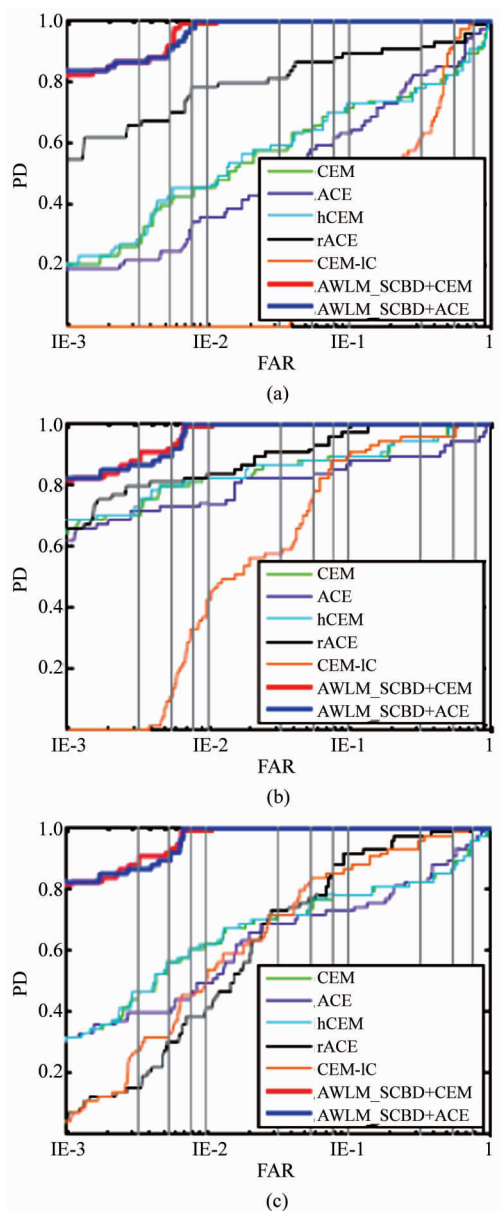 1.0
0.8
0.6
0.4
0.2
PD
CEM
ACE
hCEM
rACE
CEM-IC
AWLM_SCBD+CEM
AWLM_SCBD+ACE
IE-3
IE-2
IE-1
1
FAR
(a)
1.0
0.8
0.6
0.4
0.2
PD
CEM
ACE
hCEM
rACE
CEM-IC
AWLM_SCBD+CEM
AWLM_SCBD+ACE
IE-3
IE-2
IE-1
1
FAR
(b)
1.0
0.8
0.6
0.4
0.2
PD
CEM
ACE
hCEM
rACE
CEM-IC
AWLM_SCBD+CEM
AWLM_SCBD+ACE
IE-3
IE-2
IE-1
1
FAR
(c)